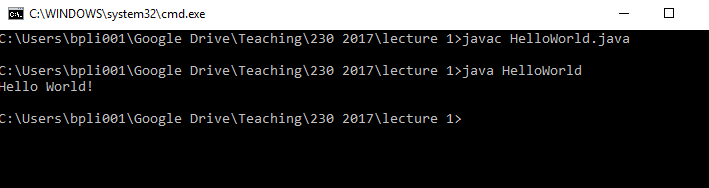 C:\WINDOWS\system32\cmd.exe
C:\Users\bpli001\Google Drive\Teaching\230 2017\lecture 1>javac HelloWorld.java
C:\Users\bpli001\Google Drive\Teaching\230 2017\lecture 1>java HelloWorld
Hello World!
C:\Users\bpli001\Google Drive\Teaching\230 2017\lecture 1>